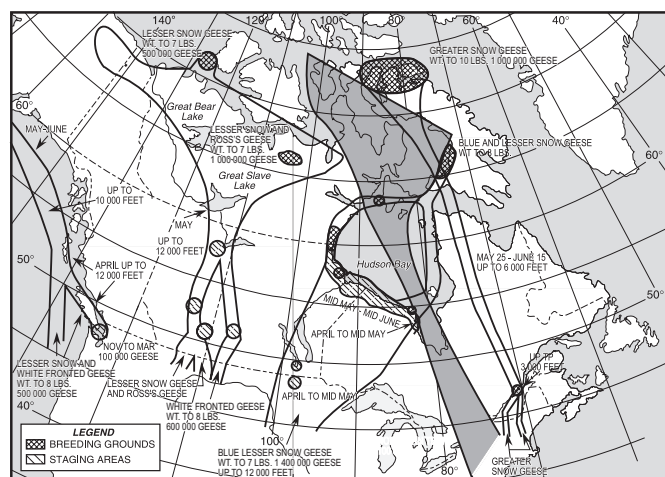 140°
120°
100°
80°
60°
40°
LESSER SNOW GEESE
WT. TO 7 LBS.
500 000 GEESE
GREATER SNOW GEESE
WT. TO 10 LBS. 1 000 000 GEESE
Great Bear
Lake
60°
MAY-JUNE
LESSER SNOW AND
ROSS'S GEESE
WT. TO 7 LBS.
1 000 000 GEESE
BLUE AND LESSER SNOW GEESE
WT TO 8 LBS.
60°
Great Slave
Lake
UP TO
10 000 FEET
MAY
UP TO
12 000 FEET
MAY 25 - JUNE 15
UP TO 6 000 FEET
50°
APRIL UP TO
12 000 FEET
Hudson Bay
50°
MID MAY - MID JUNE
APRIL TO MID MAY
NOV TO MAR
100 000 GEESE
UP TP
3 000 FEET
LESSER SNOW AND
WHITE FRONTED GEESE
WT. TO 8 LBS.
500 000 GEESE
LESSER SNOW GEESE
AND ROSS'S GEESE
APRIL TO MID MAY
40°
40°
WHITE FRONTED GEESE
WT. TO 8 LBS.
600 000 GEESE
LEGEND
BREEDING GROUNDS
STAGING AREAS
100°
BLUE LESSER SNOW GEESE
WT. TO 7 LBS. 1 400 000 GEESE
UP TO 12 000 FEET
80°
GREATER
SNOW GEESE